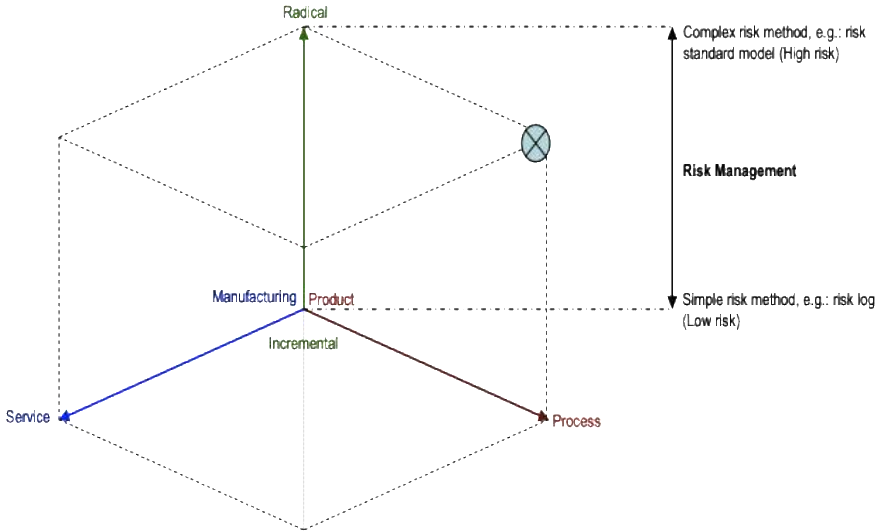 Radical
Complex risk method, e.g.: risk
standard model (High risk)
Risk Management
Manufacturing
Product
Simple risk method, e.g.: risk log
(Low risk)
Incremental
Service
Process